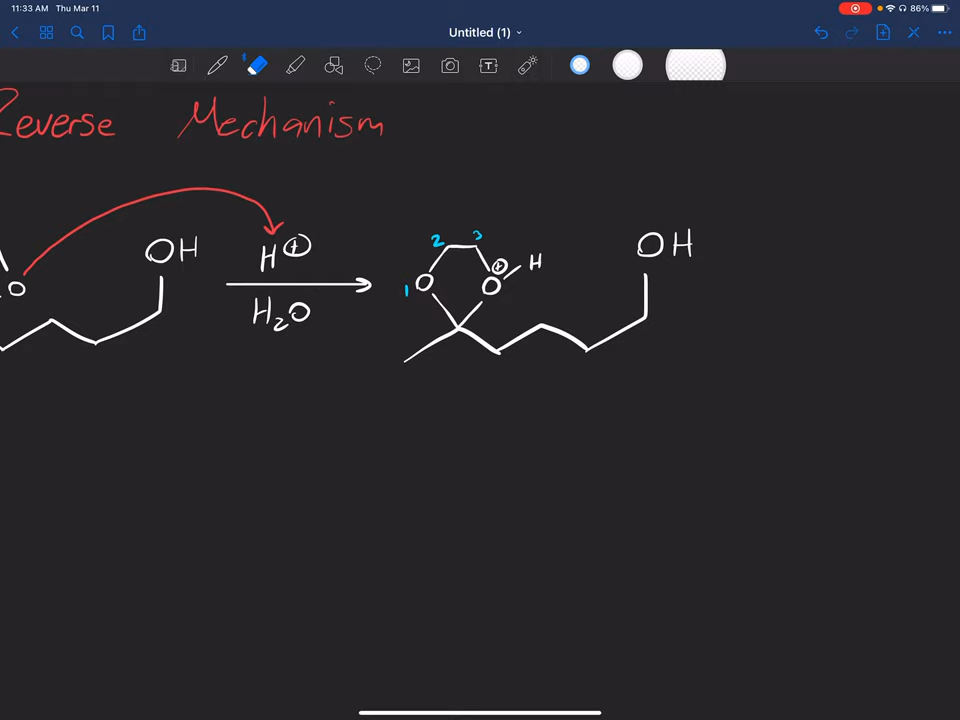 11:33 AM Thu Mar 11
86%
Untitled (1)
Reverse Mechanism
OH
H⊕
O
H₂O
2 3
1 O
O⊕ H
OH